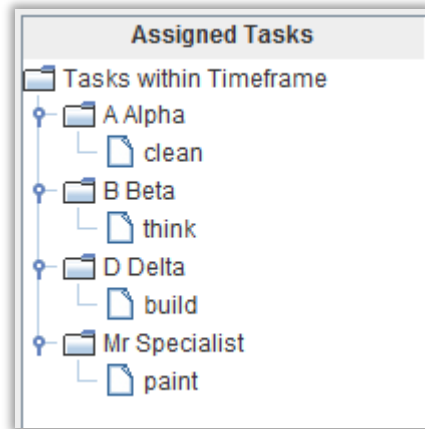 Assigned Tasks
Tasks within Timeframe
A Alpha
clean
B Beta
think
D Delta
build
Mr Specialist
paint